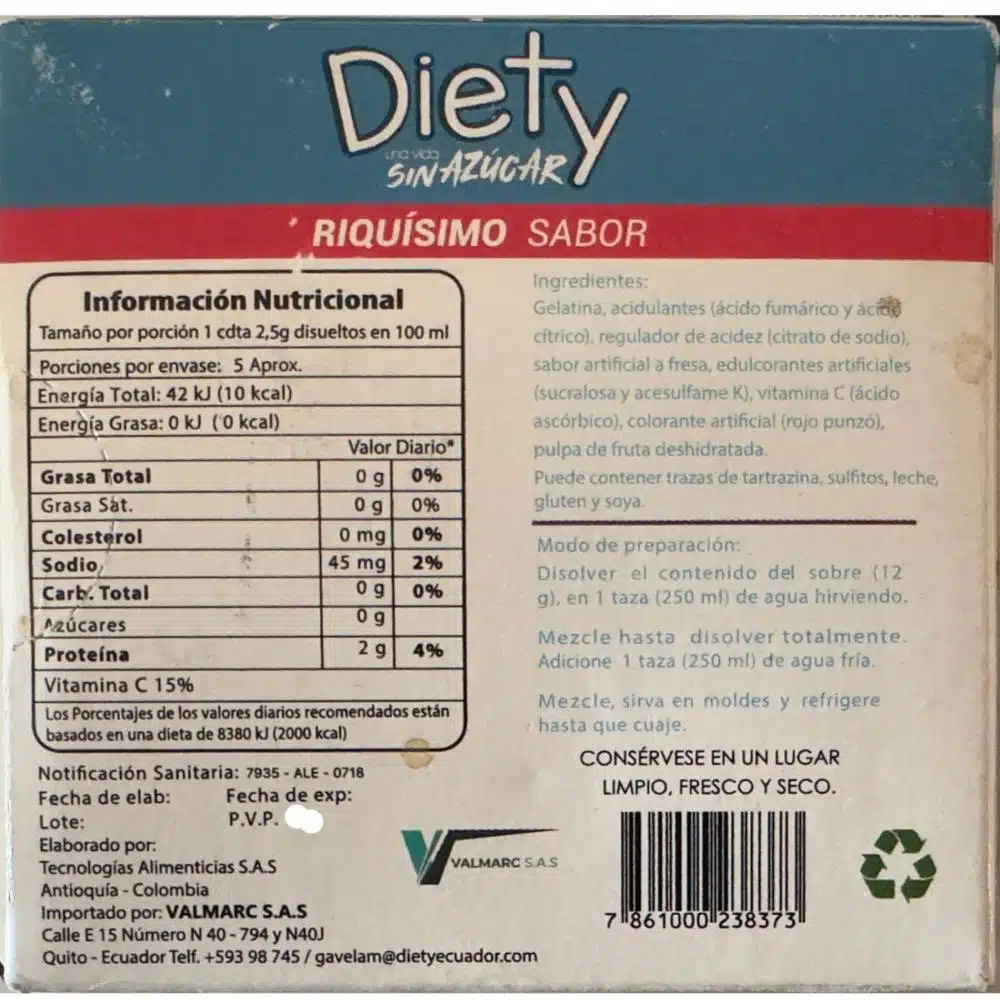 Diety
una vida
SIN AZÚCAR
RIQUÍSIMO SABOR
Información Nutricional
Tamaño por porción 1 cdta 2,5g disueltos en 100 ml
Porciones por envase: 5 Aprox.
Energía Total: 42 kJ (10 kcal)
Energía Grasa: 0 kJ (0 kcal)
Valor Diario*
Grasa Total 0 g 0%
Grasa Sat. 0 g 0%
Colesterol 0 mg 0%
Sodio 45 mg 2%
Carb. Total 0 g 0%
Azúcares 0 g
Proteína 2 g 4%
Vitamina C 15%
Los Porcentajes de los valores diarios recomendados están
basados en una dieta de 8380 kJ (2000 kcal)
Notificación Sanitaria: 7935 - ALE - 0718
Fecha de elab: Fecha de exp:
Lote: P.V.P.
Elaborado por:
Tecnologías Alimenticias S.A.S
Antioquía - Colombia
Importado por: VALMARC S.A.S
Calle E 15 Número N 40 - 794 y N40J
Quito - Ecuador Telf. +593 98 745 / gavelam@dietyecuador.com
Ingredientes:
Gelatina, acidulantes (ácido fumárico y ácido
cítrico), regulador de acidez (citrato de sodio),
sabor artificial a fresa, edulcorantes artificiales
(sucralosa y acesulfame K), vitamina C (ácido
ascórbico), colorante artificial (rojo punzó),
pulpa de fruta deshidratada.
Puede contener trazas de tartrazina, sulfitos, leche,
gluten y soya.
Modo de preparación:
Disolver el contenido del sobre (12
g), en 1 taza (250 ml) de agua hirviendo.
Mezcle hasta disolver totalmente.
Adicione 1 taza (250 ml) de agua fría.
Mezcle, sirva en moldes y refrigere
hasta que cuaje.
CONSÉRVESE EN UN LUGAR
LIMPIO, FRESCO Y SECO.
VALMARC S.A.S
7 861000 238373